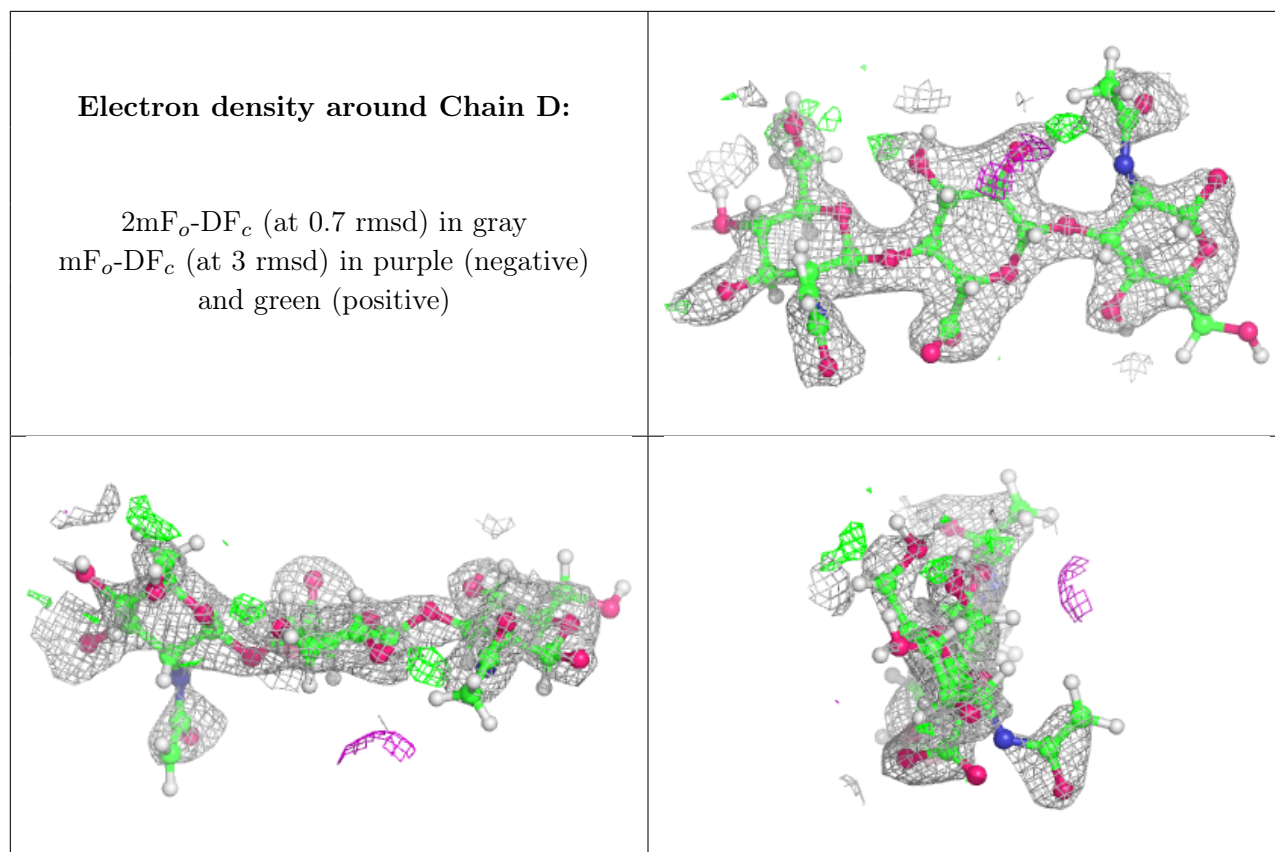 Electron density around Chain D:
2mFₒ-DF𝒸 (at 0.7 rmsd) in gray
mFₒ-DF𝒸 (at 3 rmsd) in purple (negative)
and green (positive)